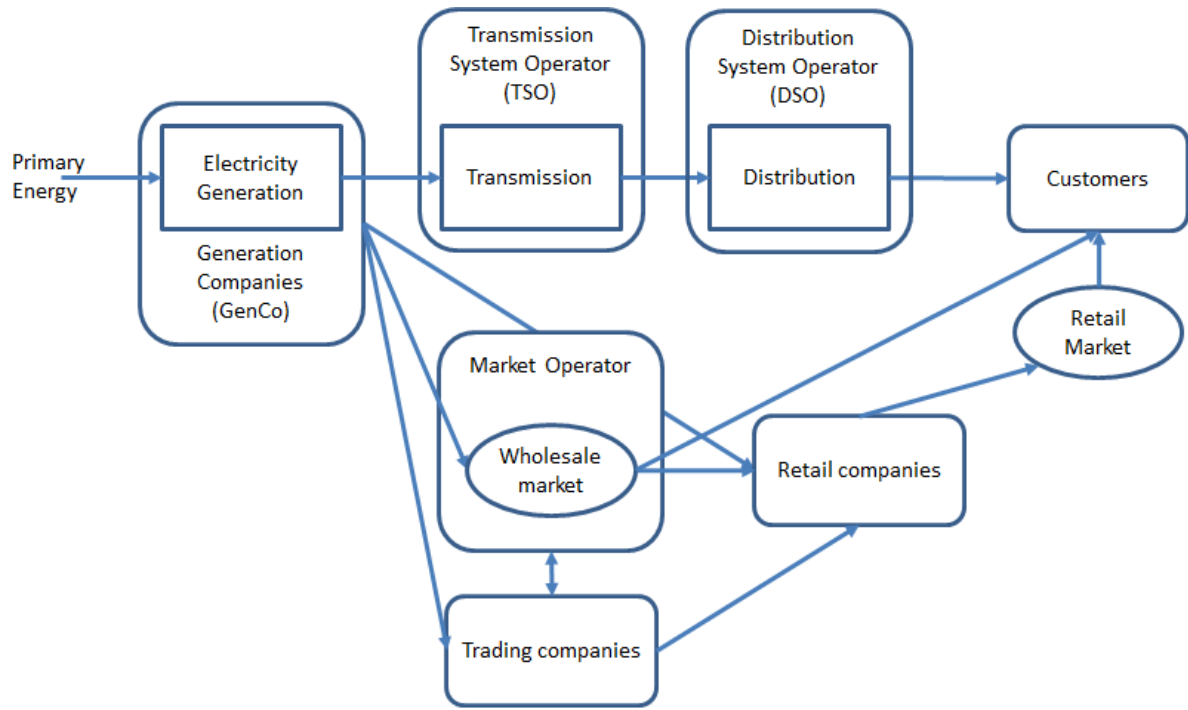 Transmission
System Operator
(TSO)
Distribution
System Operator
(DSO)
Primary
Energy
Electricity
Generation
Transmission
Distribution
Customers
Generation
Companies
(GenCo)
Retail
Market
Market Operator
Wholesale
market
Retail companies
Trading companies